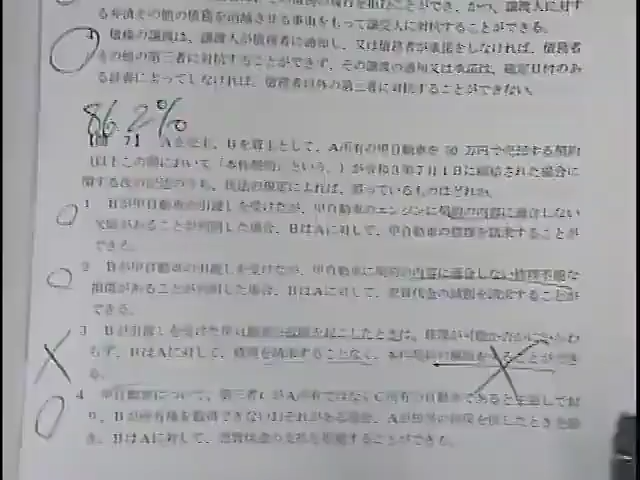 る弁済その他の債務を消滅させる事由をもって譲受人に対抗することができる。
4 債権の譲渡は、譲渡人が債務者に通知し、又は債務者が承諾をしなければ、債務者
その他の第三者に対抗することができず、その譲渡の通知又は承諾は、確定日付のあ
る証書によってしなければ、債務者以外の第三者に対抗することができない。
86.2%
【問 7】 Aを売主、Bを買主として、A所有の甲自動車を50万円で売却する契約
(以下この問において「本件契約」という。)が令和3年7月1日に締結された場合に
関する次の記述のうち、民法の規定によれば、誤っているものはどれか。
1 Bが甲自動車の引渡しを受けたが、甲自動車のエンジンに契約の内容に適合しない
欠陥があることが判明した場合、BはAに対して、甲自動車の修理を請求することが
できる。
2 Bが甲自動車の引渡しを受けたが、甲自動車に契約の内容に適合しない修理不能な
損傷があることが判明した場合、BはAに対して、売買代金の減額を請求することが
できる。
3 Bが引渡しを受けた甲自動車が故障を起こしたときは、修理が可能か否かにかかわ
らず、BはAに対して、修理を請求することなく、本件契約の解除をすることができ
る。
4 甲自動車について、第三者CがA所有ではなくC所有の自動車であると主張してお
り、Bが所有権を取得できないおそれがある場合、Aが相当の担保を供したときを除
き、BはAに対して、売買代金の支払を拒絶することができる。